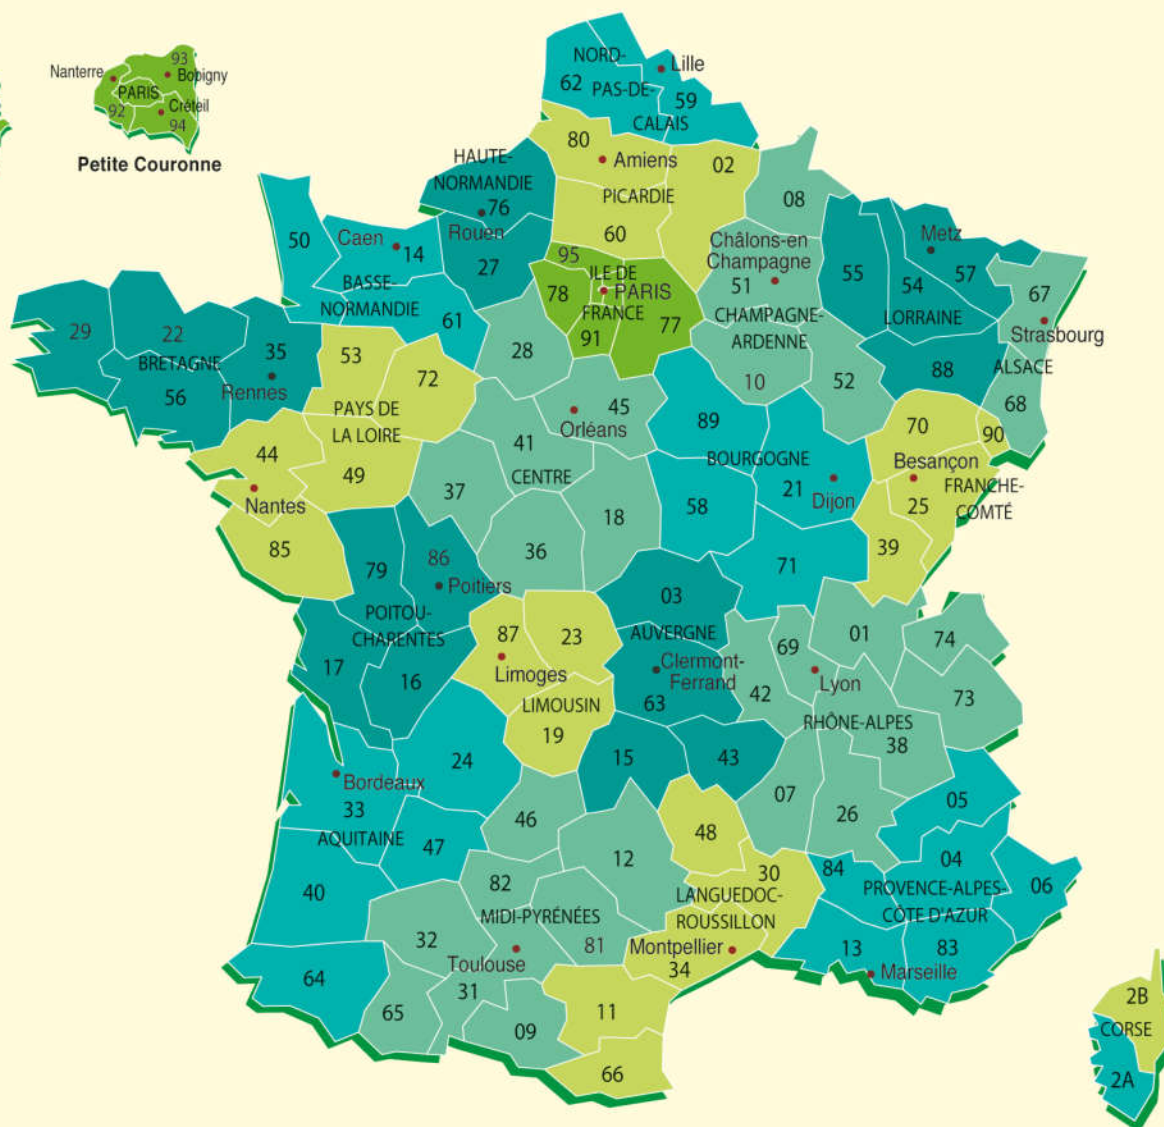 93
Nanterre
Bobigny
PARIS
Créteil
92
94
Petite Couronne
NORD-
Lille
62
PAS-DE-
59
CALAIS
80
Amiens
02
HAUTE-
NORMANDIE
PICARDIE
08
76
Rouen
60
50
Caen
14
27
95
Châlons-en
Champagne
Metz
ILE DE
BASSE-
NORMANDIE
78
PARIS
51
55
54
57
67
FRANCE
CHAMPAGNE-
ARDENNE
LORRAINE
Strasbourg
29
22
61
91
77
35
BRETAGNE
53
28
10
52
88
ALSACE
56
Rennes
72
PAYS DE
LA LOIRE
45
Orléans
89
70
68
90
44
41
CENTRE
BOURGOGNE
Besançon
49
37
21
Dijon
FRANCHE-
COMTÉ
Nantes
25
18
58
85
36
39
79
86
71
Poitiers
03
POITOU-
CHARENTES
87
23
AUVERGNE
69
01
74
17
16
Limoges
Clermont-
Ferrand
Lyon
42
73
LIMOUSIN
63
RHÔNE-ALPES
19
38
24
15
43
Bordeaux
33
07
26
05
46
AQUITAINE
47
48
12
04
84
30
40
82
LANGUEDOC-
ROUSSILLON
PROVENCE-ALPES-
CÔTE D'AZUR
06
MIDI-PYRÉNÉES
32
81
Montpellier
13
83
Toulouse
34
Marseille
64
31
65
11
09
66
2B
CORSE
2A